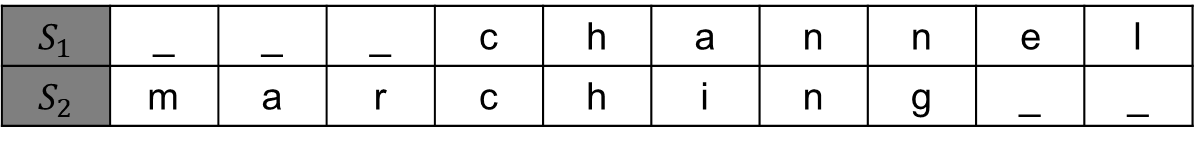 S₁ _ _ _ c h a n n e l
S₂ m a r c h i n g _ _